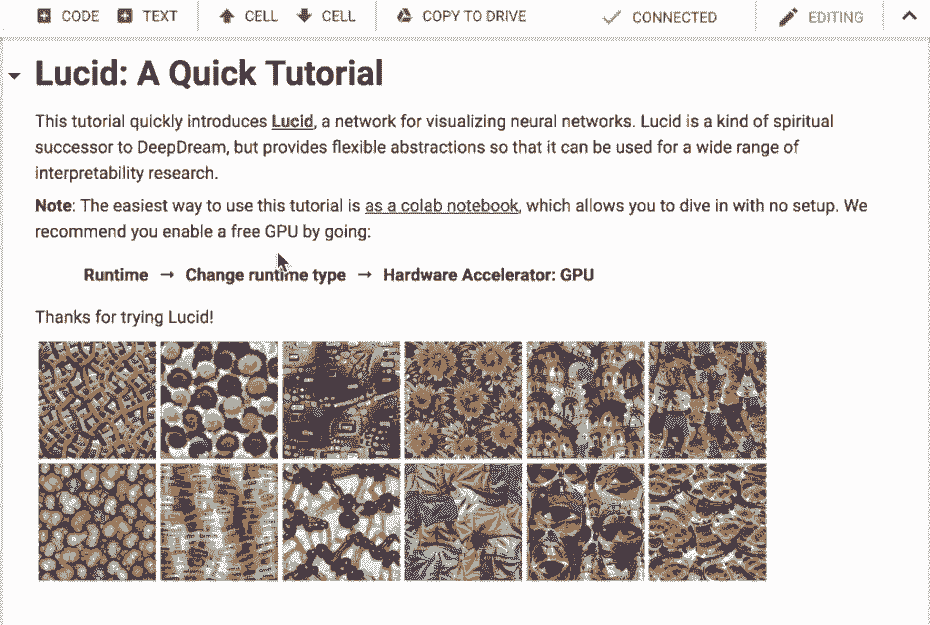 CODE TEXT CELL CELL COPY TO DRIVE CONNECTED EDITING
Lucid: A Quick Tutorial
This tutorial quickly introduces Lucid, a network for visualizing neural networks. Lucid is a kind of spiritual
successor to DeepDream, but provides flexible abstractions so that it can be used for a wide range of
interpretability research.
Note: The easiest way to use this tutorial is as a colab notebook, which allows you to dive in with no setup. We
recommend you enable a free GPU by going:
Runtime → Change runtime type → Hardware Accelerator: GPU
Thanks for trying Lucid!